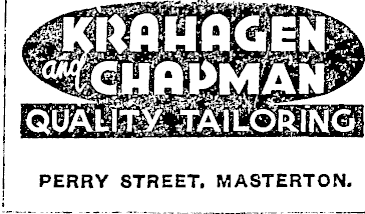 KRAHAGEN
and CHAPMAN
QUALITY TAILORING
PERRY STREET, MASTERTON.